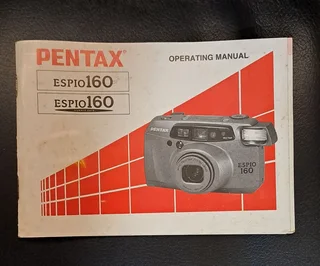 PENTAX®
OPERATING MANUAL
ESPIO160
ESPIO160
PENTAX
ESPIO
160